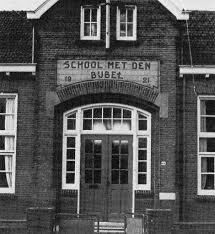 SCHOOL MET DEN
19 BIJBEL 21